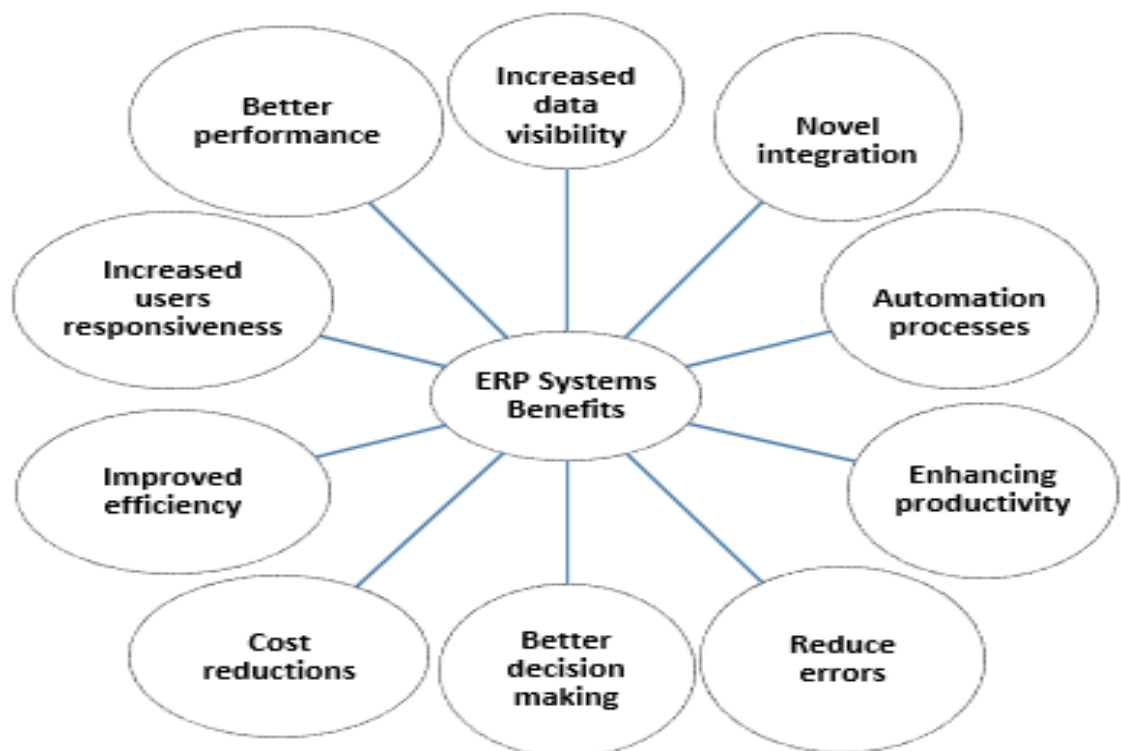 Increased
data
visibility
Better
performance
Novel
integration
Increased
users
responsiveness
Automation
processes
ERP Systems
Benefits
Improved
efficiency
Enhancing
productivity
Cost
reductions
Better
decision
making
Reduce
errors